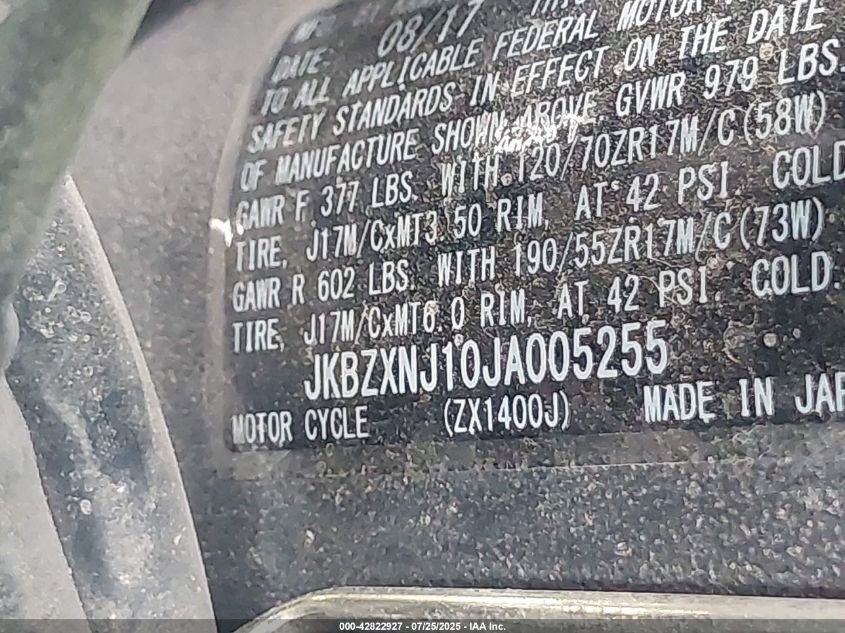 DATE: 08/17
TO ALL APPLICABLE FEDERAL MOTOR
SAFETY STANDARDS IN EFFECT ON THE DATE
OF MANUFACTURE SHOWN ABOVE. GVWR 979 LBS.
GAWR F 377 LBS. WITH 120/70ZR17M/C(58W)
TIRE, J17M/CxMT3.50 RIM, AT 42 PSI. COLD
GAWR R 602 LBS. WITH 190/55ZR17M/C(73W)
TIRE, J17M/CxMT6.0 RIM, AT 42 PSI. COLD.
JKBZXNJ10JA005255
MOTOR CYCLE (ZX1400J) MADE IN JAP
000-42822927 - 07/25/2025 - IAA Inc.